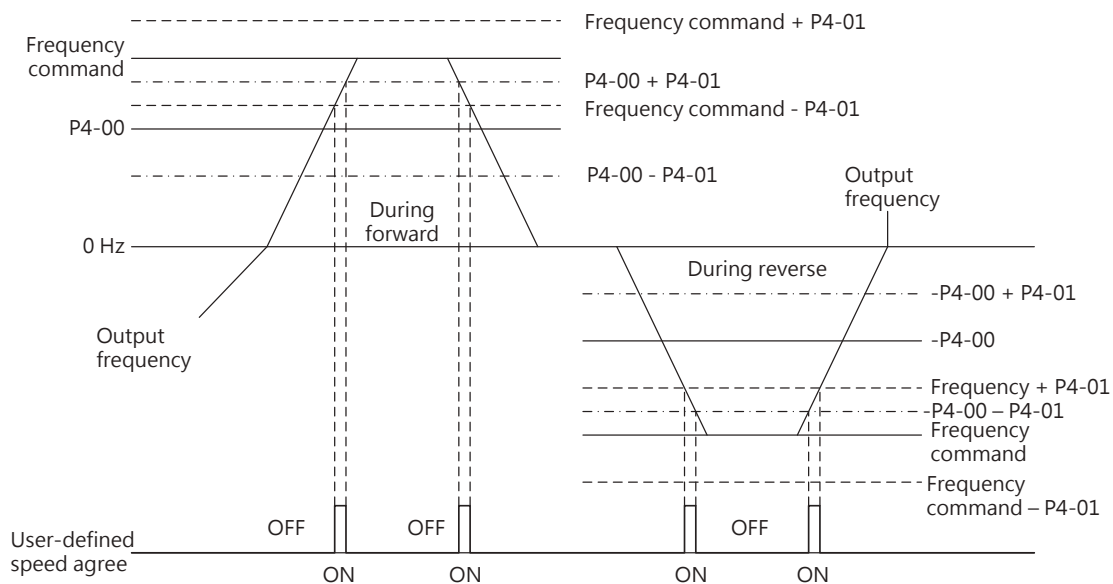 Frequency command + P4-01
Frequency
command
P4-00 + P4-01
Frequency command - P4-01
P4-00
P4-00 - P4-01
Output
frequency
During
forward
0 Hz
During reverse
-P4-00 + P4-01
Output
frequency
-P4-00
Frequency + P4-01
-P4-00 – P4-01
Frequency
command
Frequency
command – P4-01
OFF
OFF
OFF
User-defined
speed agree
ON
ON
ON
ON